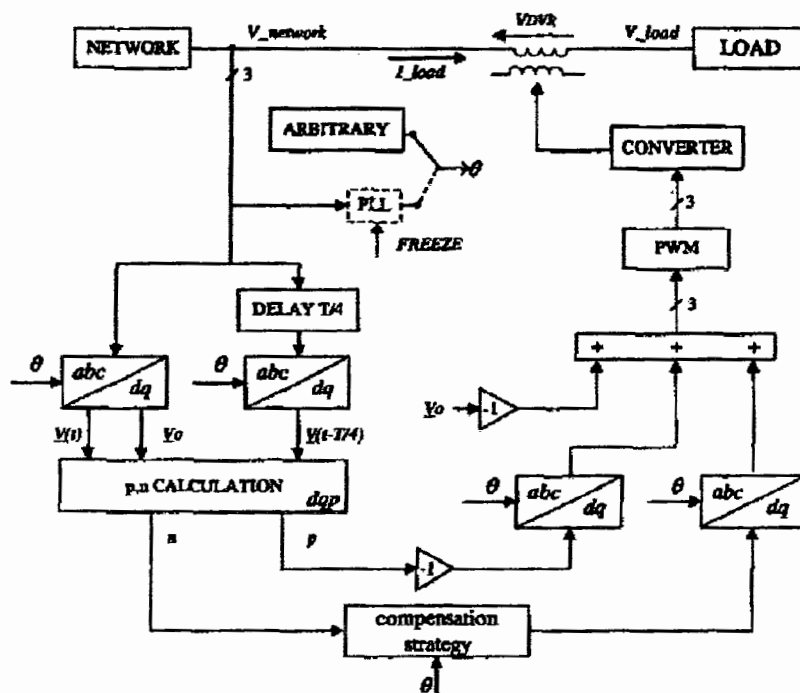 NETWORK
V_network
VDVR
V_load
LOAD
3
I_load
ARBITRARY
θ
CONVERTER
PLL
FREEZE
3
PWM
DELAY T/4
3
θ
abc
dq
θ
abc
dq
+ + +
Vo
-1
V(t)
Vo
V(t-T/4)
p,n CALCULATION
dqp
θ
abc
dq
θ
abc
dq
n
p
-1
compensation
strategy
θ